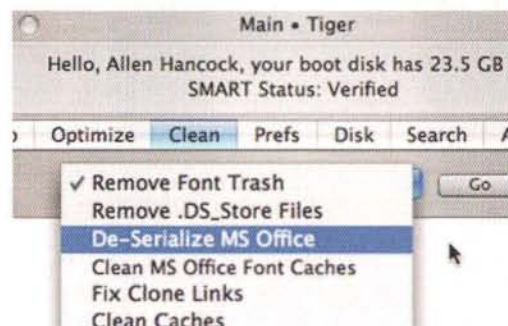 Main • Tiger
Hello, Allen Hancock, your boot disk has 23.5 GB
SMART Status: Verified
Optimize Clean Prefs Disk Search
✓ Remove Font Trash
Go
Remove .DS_Store Files
De-Serialize MS Office
Clean MS Office Font Caches
Fix Clone Links
Clean Caches